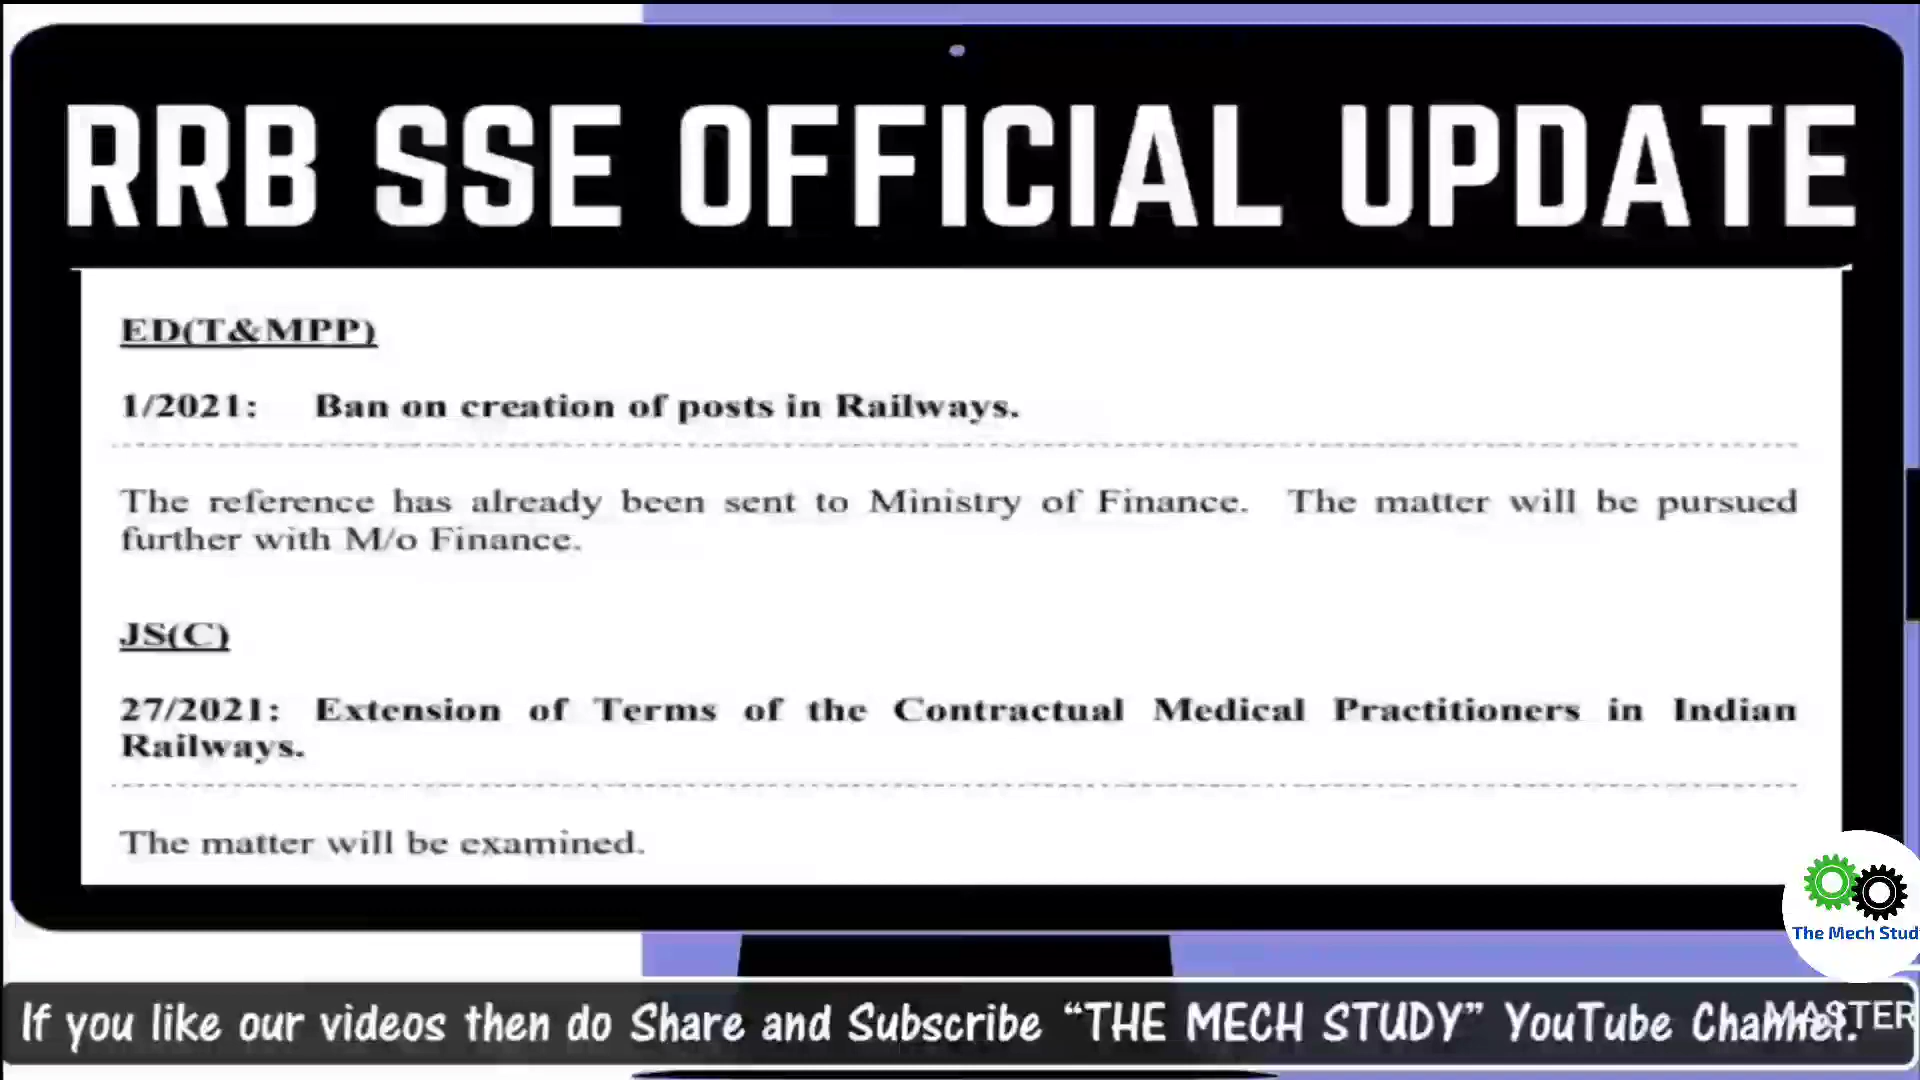 RRB SSE OFFICIAL UPDATE
ED(T&MPP)
1/2021: Ban on creation of posts in Railways.
The reference has already been sent to Ministry of Finance. The matter will be pursued
further with M/o Finance.
JS(C)
27/2021: Extension of Terms of the Contractual Medical Practitioners in Indian
Railways.
The matter will be examined.
The Mech Stud
If you like our videos then do Share and Subscribe “THE MECH STUDY” YouTube Channel.
MASTER